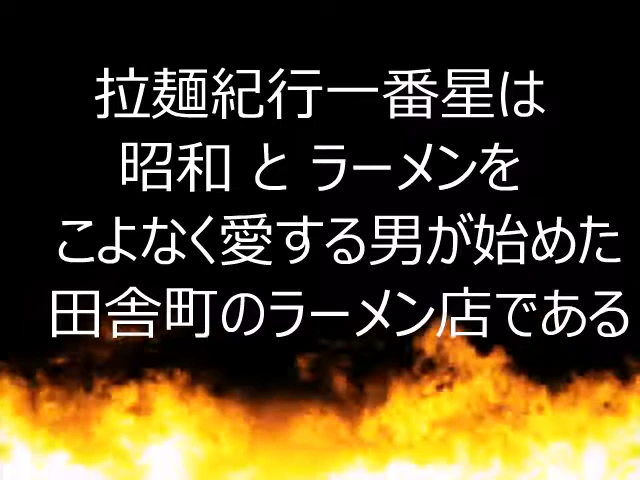 拉麺紀行一番星は
昭和 と ラーメンを
こよなく愛する男が始めた
田舎町のラーメン店である